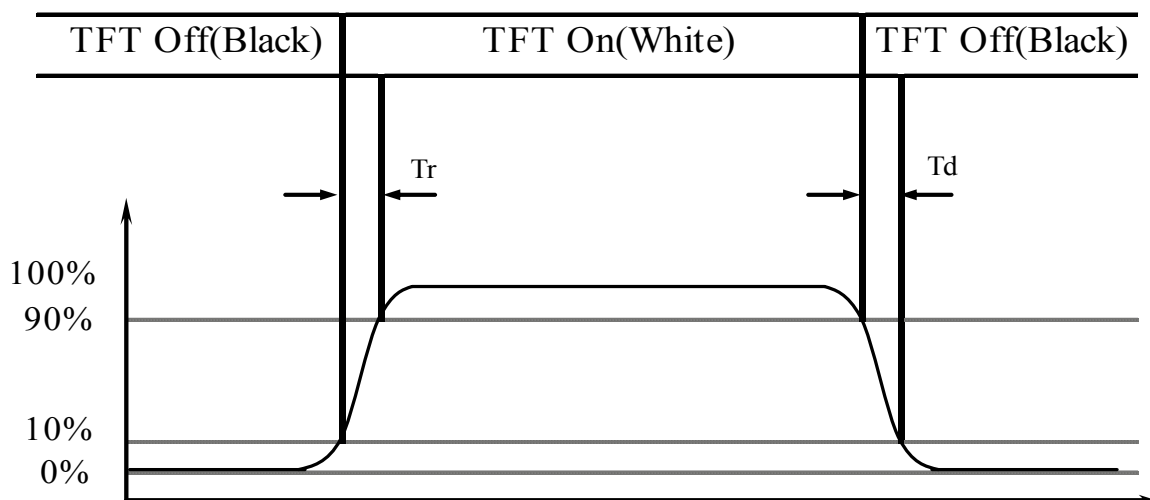 TFT Off(Black) TFT On(White) TFT Off(Black)
Tr Td
100%
90%
10%
0%